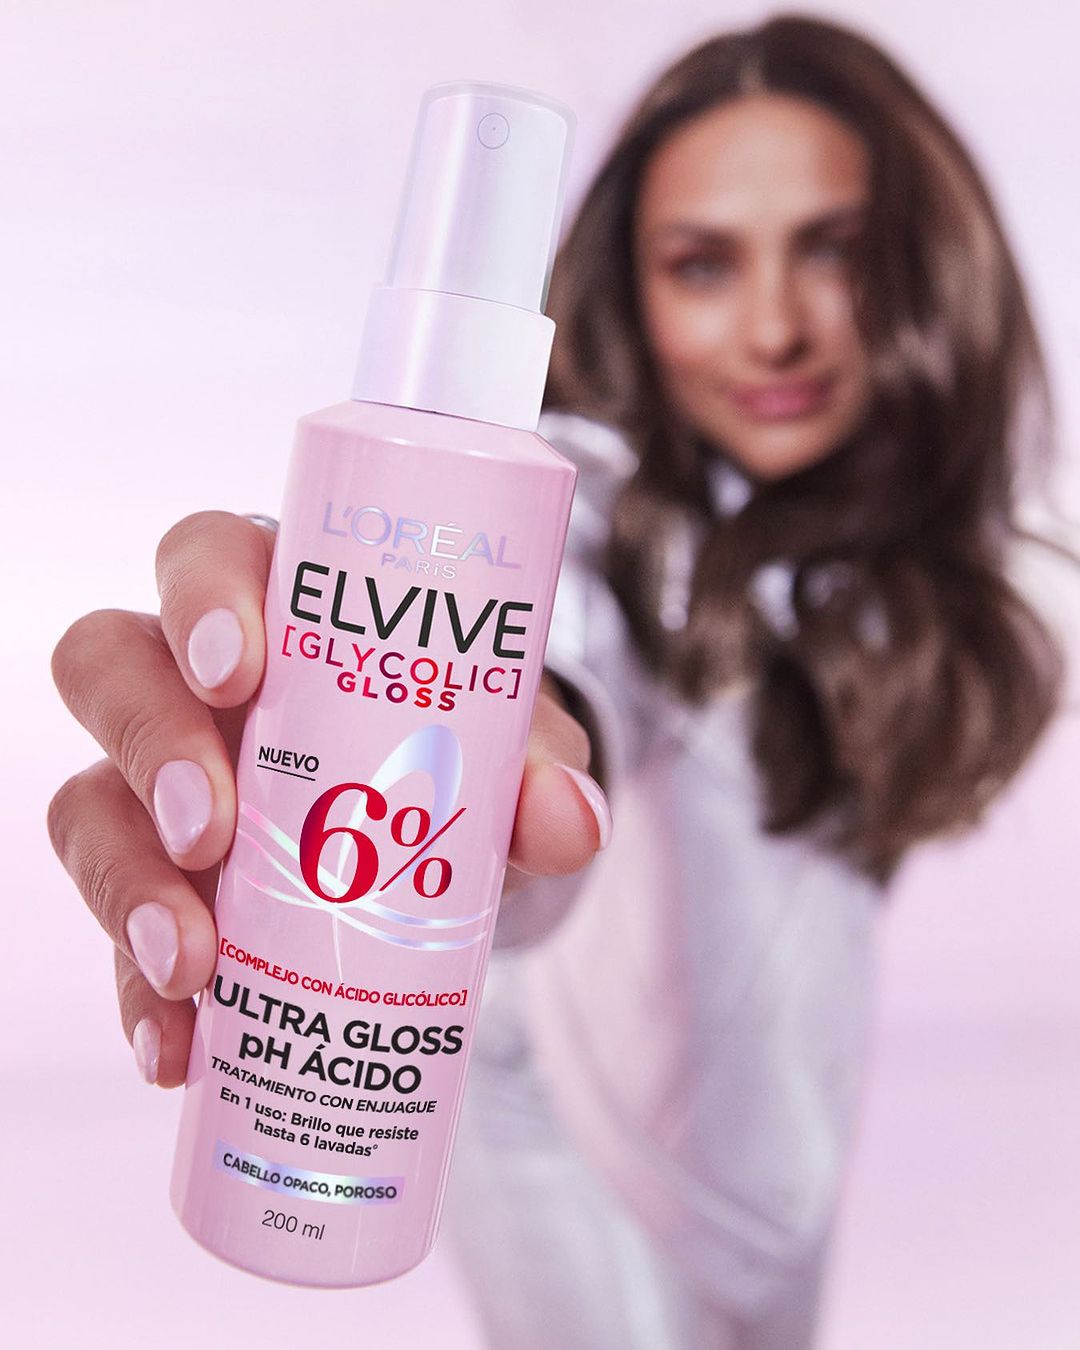 L'ORÉAL
PARIS
ELVIVE
[GLYCOLIC]
GLOSS
NUEVO
6%
[COMPLEJO CON ÁCIDO GLICÓLICO]
ULTRA GLOSS
pH ÁCIDO
TRATAMIENTO CON ENJUAGUE
En 1 uso: Brillo que resiste
hasta 6 lavadas°
CABELLO OPACO, POROSO
200 ml